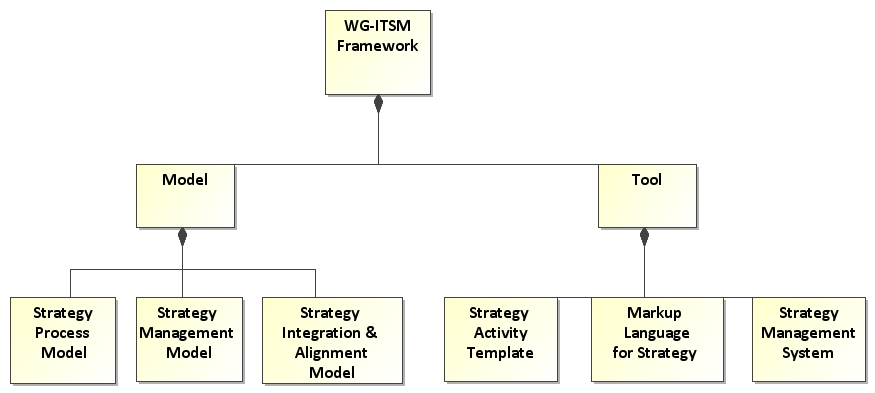 WG-ITSM
Framework
Model
Tool
Strategy
Process
Model
Strategy
Management
Model
Strategy
Integration &
Alignment
Model
Strategy
Activity
Template
Markup
Language
for Strategy
Strategy
Management
System